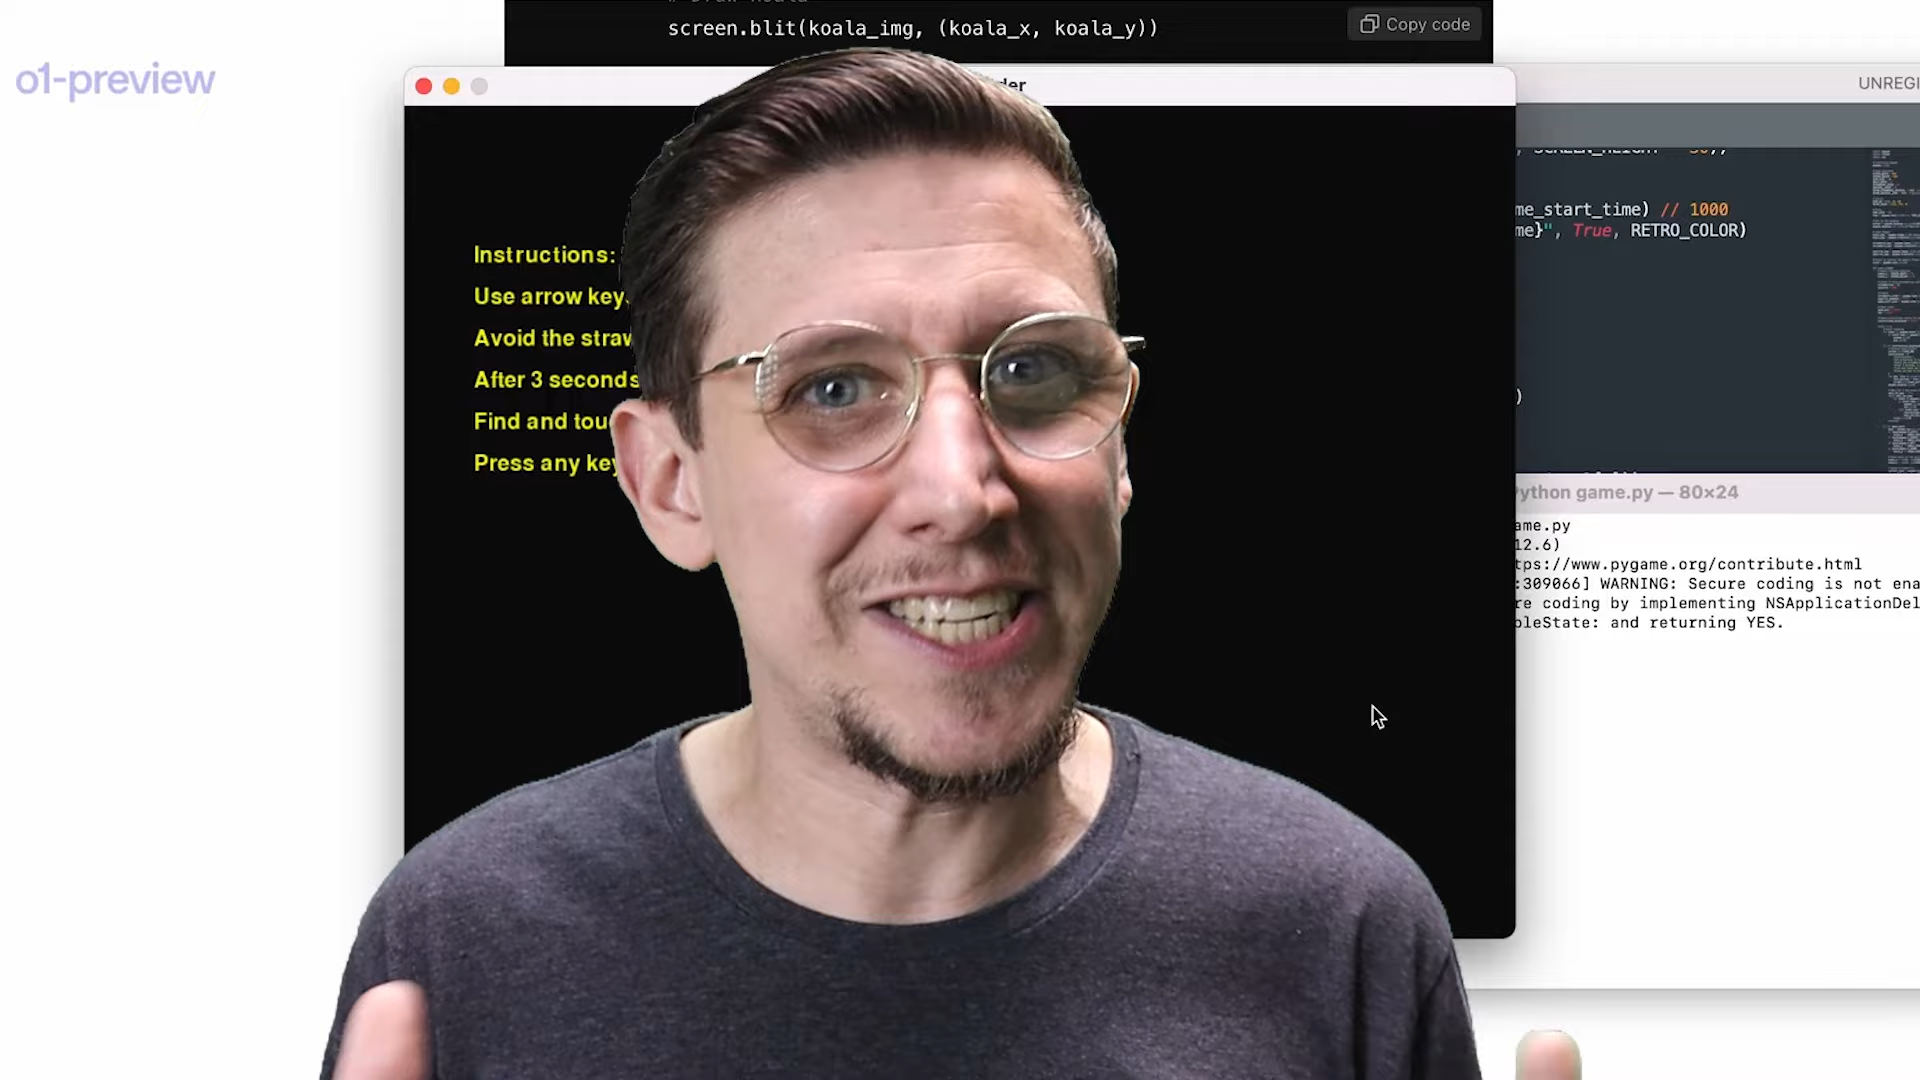 screen.blit(koala_img, (koala_x, koala_y))
Copy code
o1-preview
UNREGI
me_start_time) // 1000
me}", True, RETRO_COLOR)
Instructions:
Use arrow key
Avoid the straw
After 3 seconds
Find and tou
Press any key
)
ython game.py — 80×24
ame.py
12.6)
tps://www.pygame.org/contribute.html
:309066] WARNING: Secure coding is not ena
re coding by implementing NSApplicationDel
bleState: and returning YES.